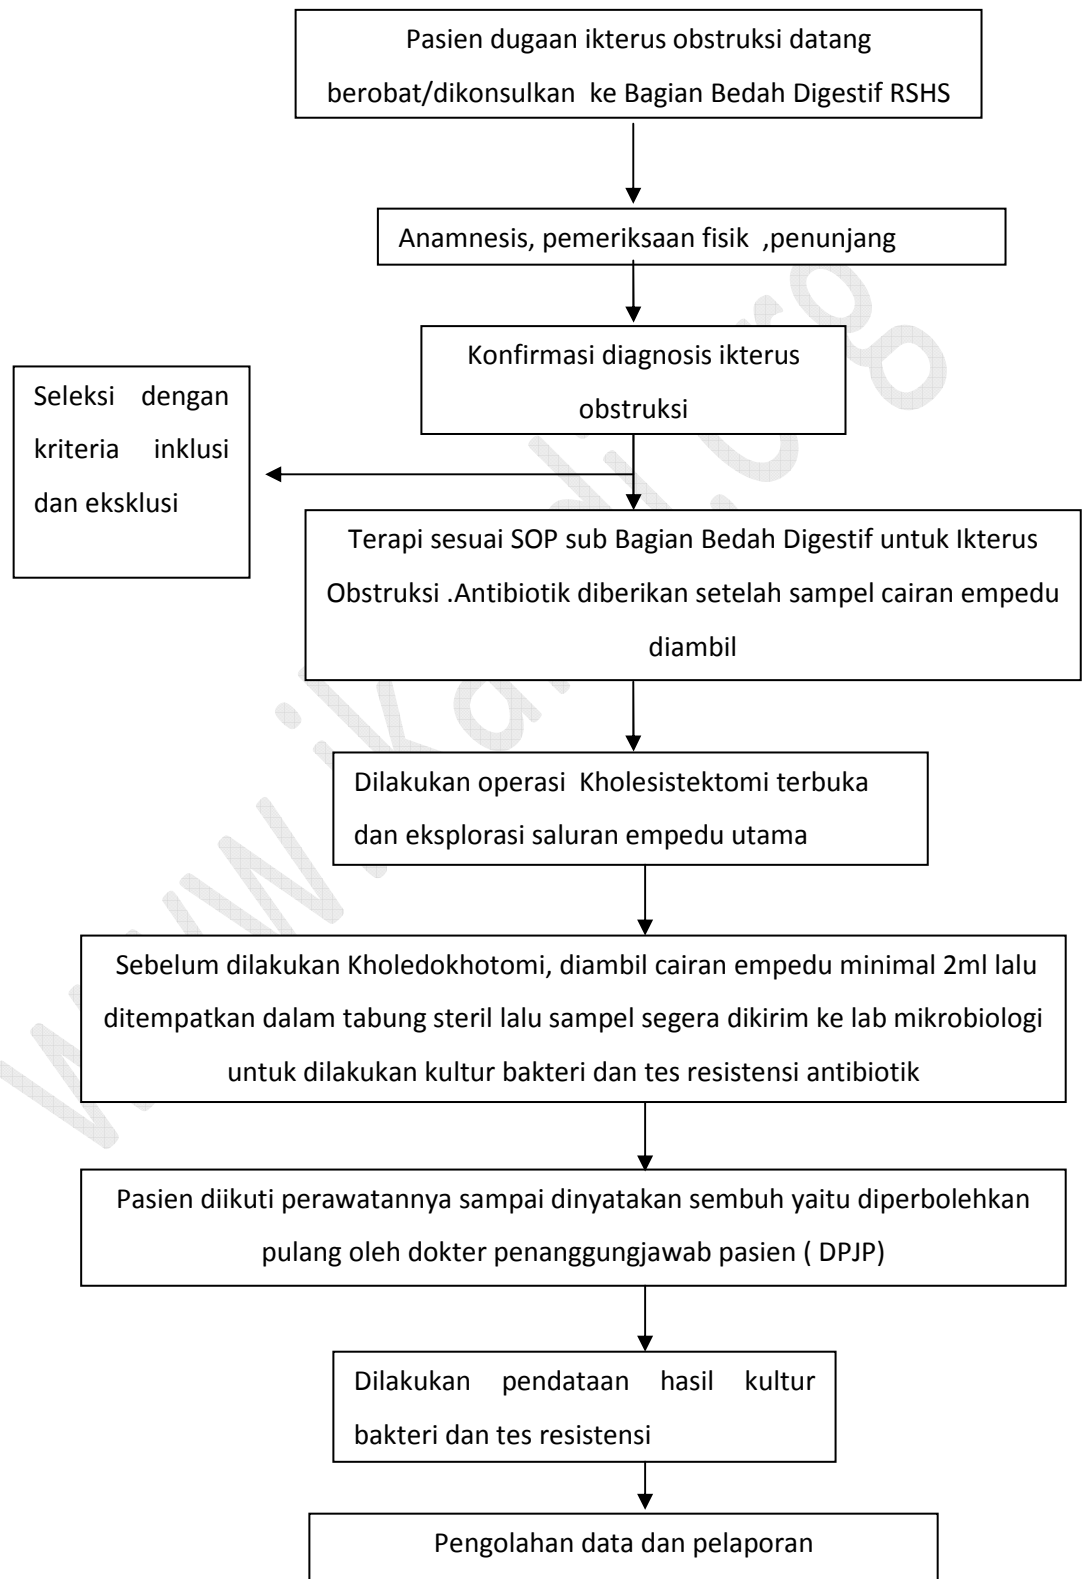 Pasien dugaan ikterus obstruksi datang
berobat/dikonsulkan ke Bagian Bedah Digestif RSHS
Anamnesis, pemeriksaan fisik ,penunjang
Konfirmasi diagnosis ikterus
obstruksi
Seleksi dengan
kriteria inklusi
dan eksklusi
Terapi sesuai SOP sub Bagian Bedah Digestif untuk Ikterus
Obstruksi .Antibiotik diberikan setelah sampel cairan empedu
diambil
Dilakukan operasi Kholesistektomi terbuka
dan eksplorasi saluran empedu utama
Sebelum dilakukan Kholedokhotomi, diambil cairan empedu minimal 2ml lalu
ditempatkan dalam tabung steril lalu sampel segera dikirim ke lab mikrobiologi
untuk dilakukan kultur bakteri dan tes resistensi antibiotik
Pasien diikuti perawatannya sampai dinyatakan sembuh yaitu diperbolehkan
pulang oleh dokter penanggungjawab pasien ( DPJP)
Dilakukan pendataan hasil kultur
bakteri dan tes resistensi
Pengolahan data dan pelaporan